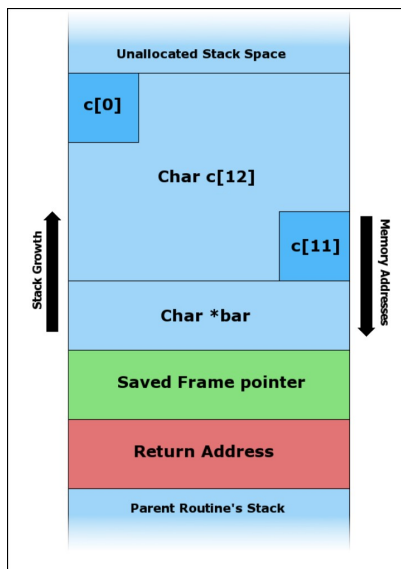 Unallocated Stack Space
c[0]
Char c[12]
c[11]
Stack Growth
Memory Addresses
Char *bar
Saved Frame pointer
Return Address
Parent Routine's Stack